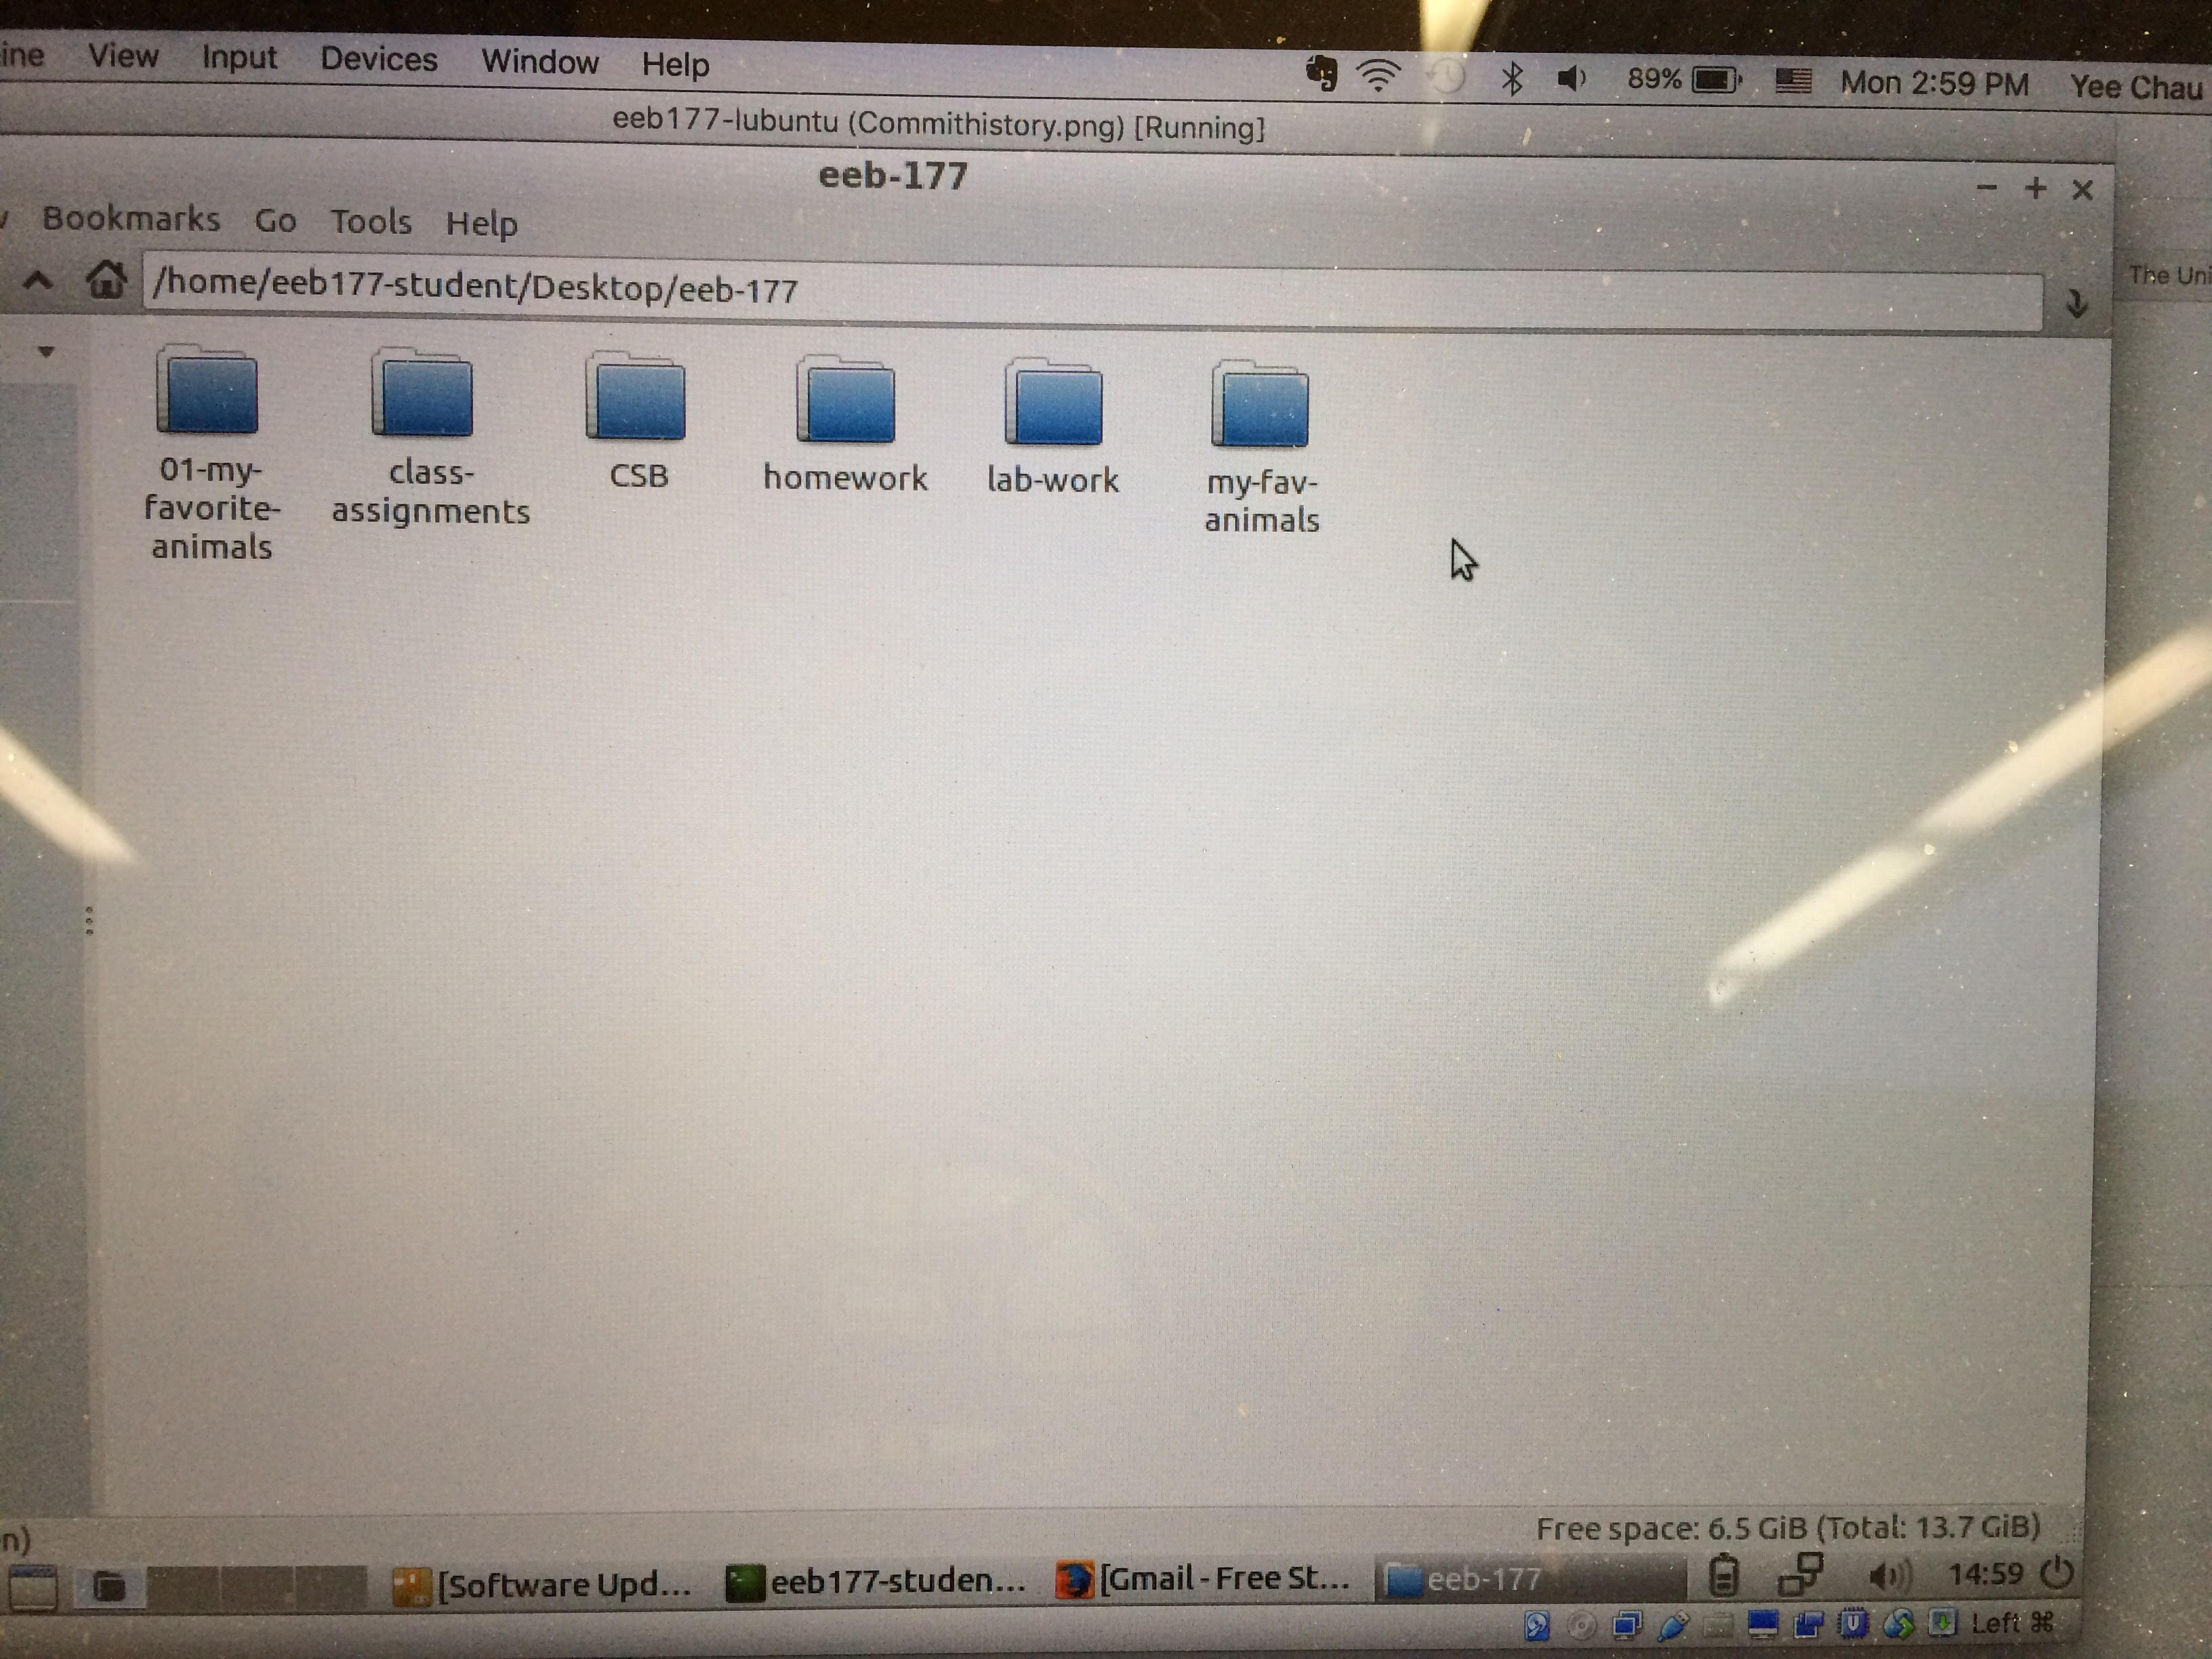 ine View Input Devices Window Help 89% Mon 2:59 PM Yee Chau
eeb177-lubuntu (Commithistory.png) [Running]
eeb-177
Bookmarks Go Tools Help
/home/eeb177-student/Desktop/eeb-177
The Uni
01-my-
favorite-
animals
class-
assignments
CSB
homework
lab-work
my-fav-
animals
n) Free space: 6.5 GiB (Total: 13.7 GiB)
[Software Upd... eeb177-studen... [Gmail - Free St... eeb-177 14:59
Left ⌘